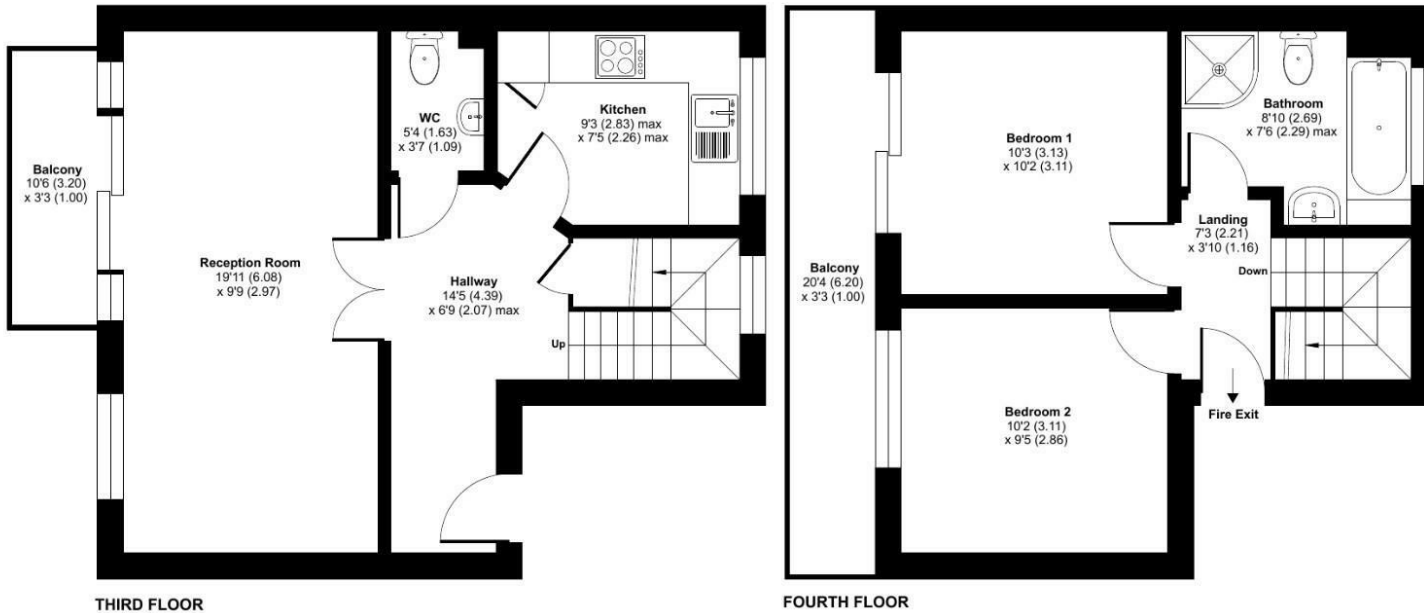 Balcony
10'6 (3.20)
x 3'3 (1.00)
Reception Room
19'11 (6.08)
x 9'9 (2.97)
WC
5'4 (1.63)
x 3'7 (1.09)
Kitchen
9'3 (2.83) max
x 7'5 (2.26) max
Hallway
14'5 (4.39)
x 6'9 (2.07) max
Up
THIRD FLOOR
Balcony
20'4 (6.20)
x 3'3 (1.00)
Bedroom 1
10'3 (3.13)
x 10'2 (3.11)
Bathroom
8'10 (2.69)
x 7'6 (2.29) max
Landing
7'3 (2.21)
x 3'10 (1.16)
Down
Bedroom 2
10'2 (3.11)
x 9'5 (2.86)
Fire Exit
FOURTH FLOOR